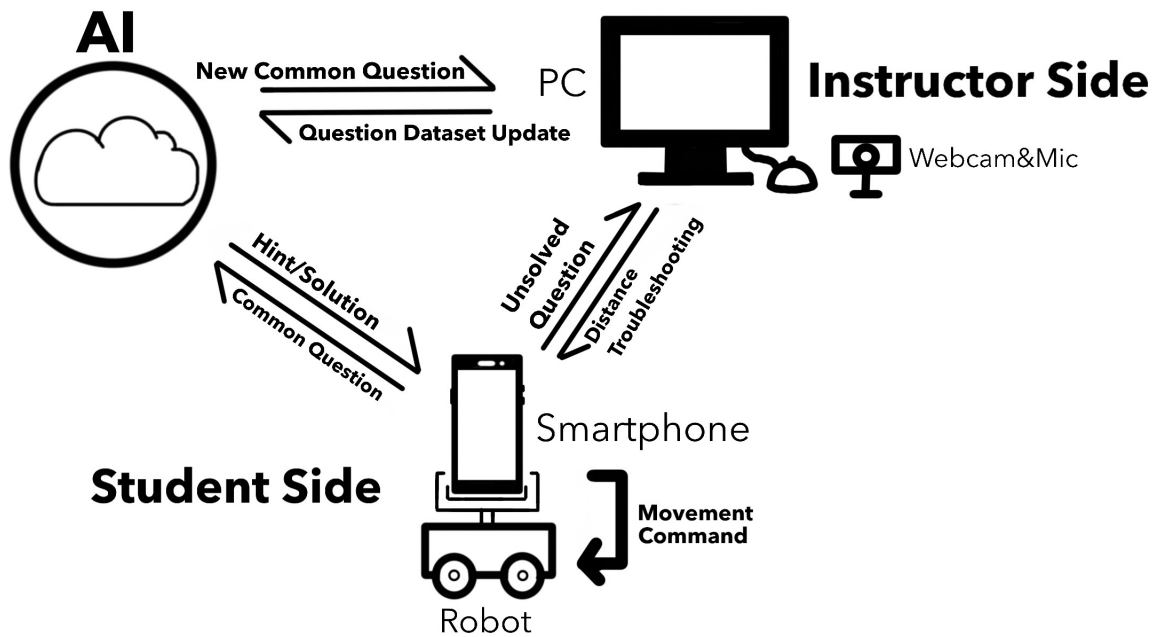 AI
New Common Question
Question Dataset Update
PC
Instructor Side
Webcam&Mic
Hint/Solution
Common Question
Unsolved
Question
Distance
Troubleshooting
Smartphone
Student Side
Movement
Command
Robot